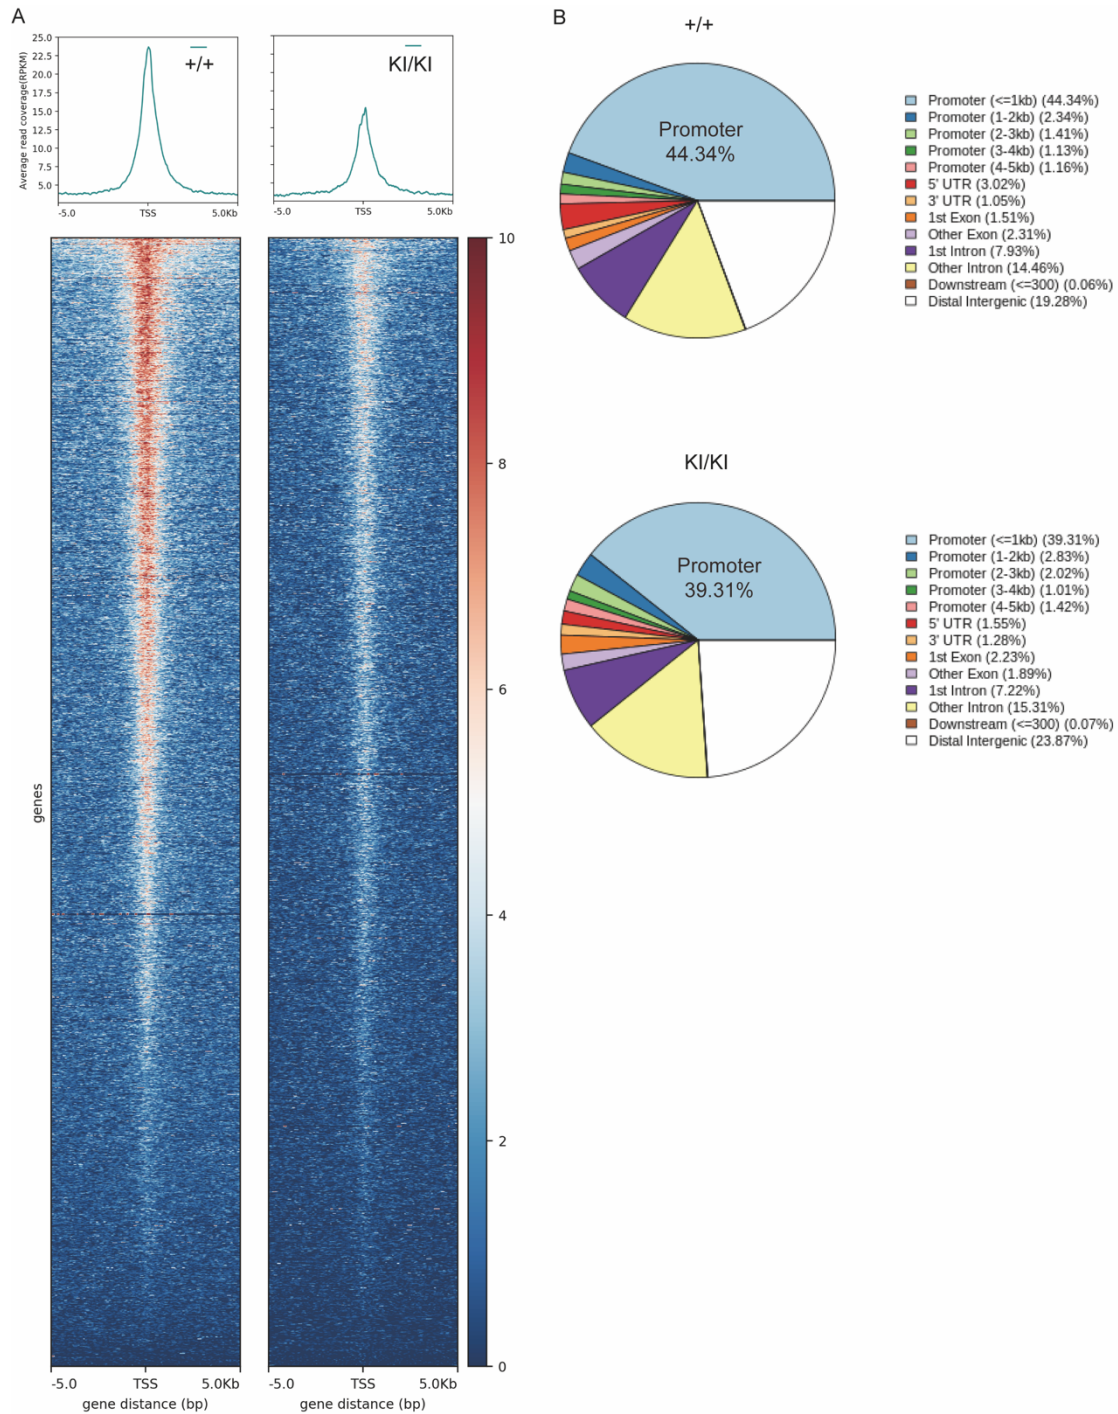 A
Average read coverage(RPKM)
25.0
22.5
20.0
17.5
15.0
12.5
10.0
7.5
5.0
+/+
-5.0 TSS 5.0Kb
KI/KI
-5.0 TSS 5.0Kb
genes
-5.0 TSS 5.0Kb
gene distance (bp)
-5.0 TSS 5.0Kb
gene distance (bp)
10
8
6
4
2
0
B
+/+
Promoter
44.34%
Promoter (<=1kb) (44.34%)
Promoter (1-2kb) (2.34%)
Promoter (2-3kb) (1.41%)
Promoter (3-4kb) (1.13%)
Promoter (4-5kb) (1.16%)
5' UTR (3.02%)
3' UTR (1.05%)
1st Exon (1.51%)
Other Exon (2.31%)
1st Intron (7.93%)
Other Intron (14.46%)
Downstream (<=300) (0.06%)
Distal Intergenic (19.28%)
KI/KI
Promoter
39.31%
Promoter (<=1kb) (39.31%)
Promoter (1-2kb) (2.83%)
Promoter (2-3kb) (2.02%)
Promoter (3-4kb) (1.01%)
Promoter (4-5kb) (1.42%)
5' UTR (1.55%)
3' UTR (1.28%)
1st Exon (2.23%)
Other Exon (1.89%)
1st Intron (7.22%)
Other Intron (15.31%)
Downstream (<=300) (0.07%)
Distal Intergenic (23.87%)